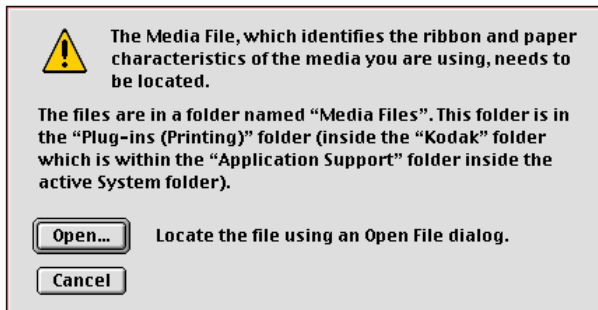 The Media File, which identifies the ribbon and paper
characteristics of the media you are using, needs to
be located.
The files are in a folder named “Media Files”. This folder is in
the “Plug-ins (Printing)” folder (inside the “Kodak” folder
which is within the “Application Support” folder inside the
active System folder).
Open... Locate the file using an Open File dialog.
Cancel